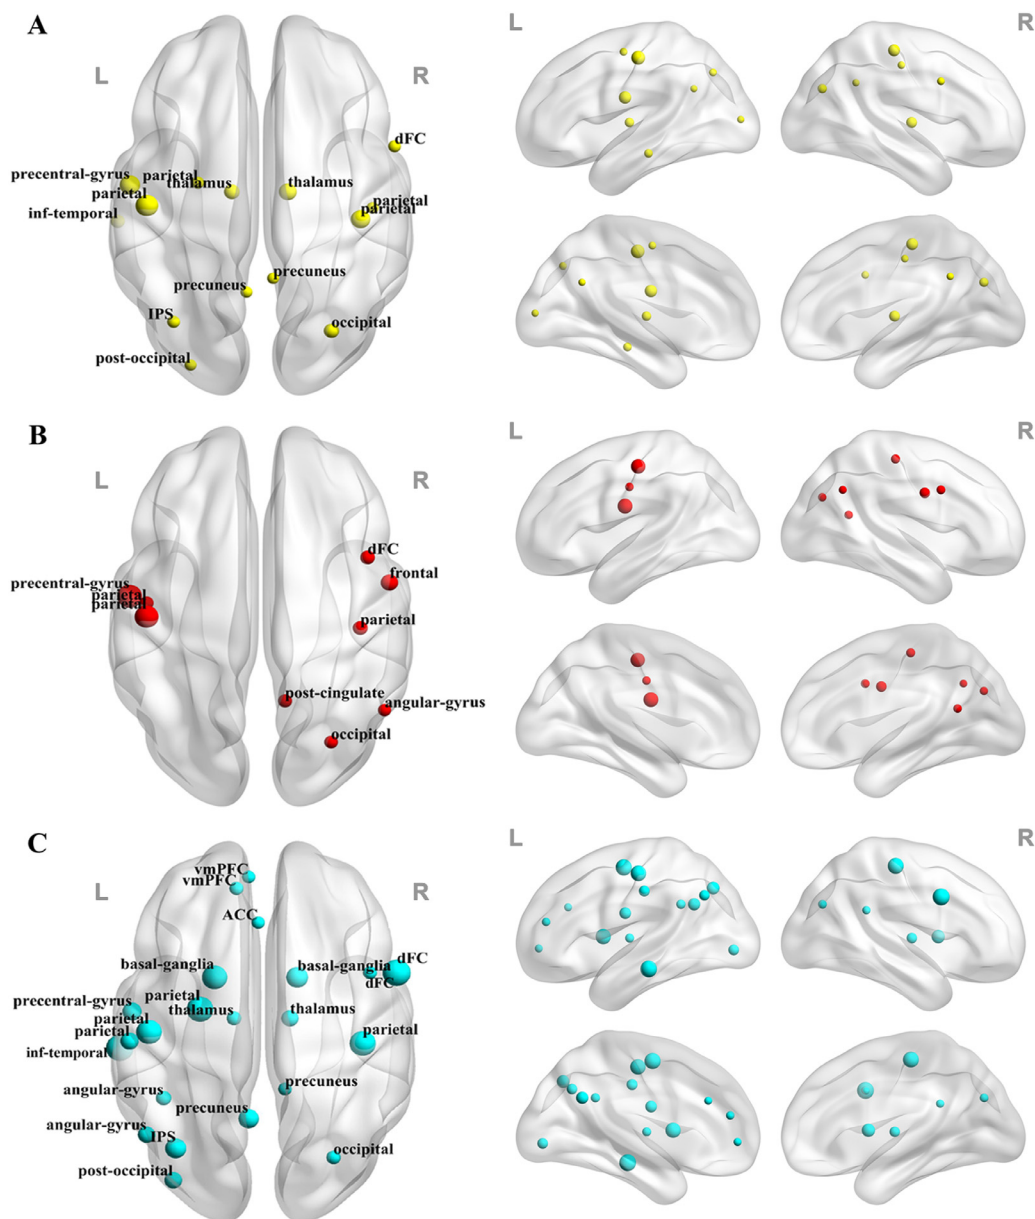 A
L
R
L
R
dFC
precentral-gyrus
parietal
thalamus
thalamus
parietal
parietal
parietal
inf-temporal
precuneus
precuneus
IPS
occipital
post-occipital
B
L
R
L
R
dFC
frontal
precentral-gyrus
parietal
parietal
parietal
post-cingulate
angular-gyrus
occipital
C
L
R
L
R
vmPFC
vmPFC
ACC
dFC
basal-ganglia
basal-ganglia
dFC
parietal
precentral-gyrus
thalamus
thalamus
parietal
parietal
parietal
inf-temporal
precuneus
angular-gyrus
precuneus
angular-gyrus
IPS
occipital
post-occipital